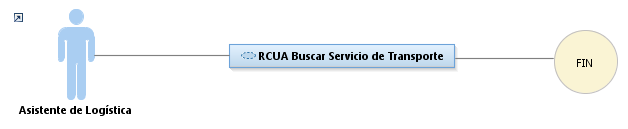 RCUA Buscar Servicio de Transporte
FIN
Asistente de Logística